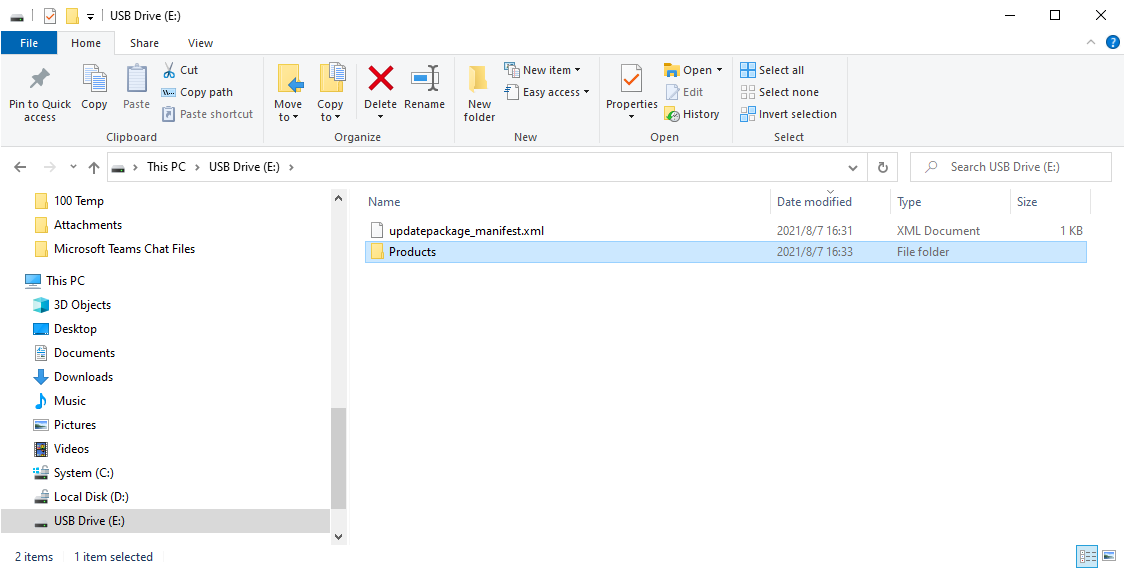 USB Drive (E:)
File Home Share View
Pin to Quick access
Copy
Paste
Cut
Copy path
Paste shortcut
Clipboard
Move to
Copy to
Delete
Rename
Organize
New folder
New item
Easy access
New
Properties
Open
Edit
History
Open
Select all
Select none
Invert selection
Select
This PC USB Drive (E:)
Search USB Drive (E:)
100 Temp
Attachments
Microsoft Teams Chat Files
This PC
3D Objects
Desktop
Documents
Downloads
Music
Pictures
Videos
System (C:)
Local Disk (D:)
USB Drive (E:)
Name Date modified Type Size
updatepackage_manifest.xml 2021/8/7 16:31 XML Document 1 KB
Products 2021/8/7 16:33 File folder
2 items 1 item selected